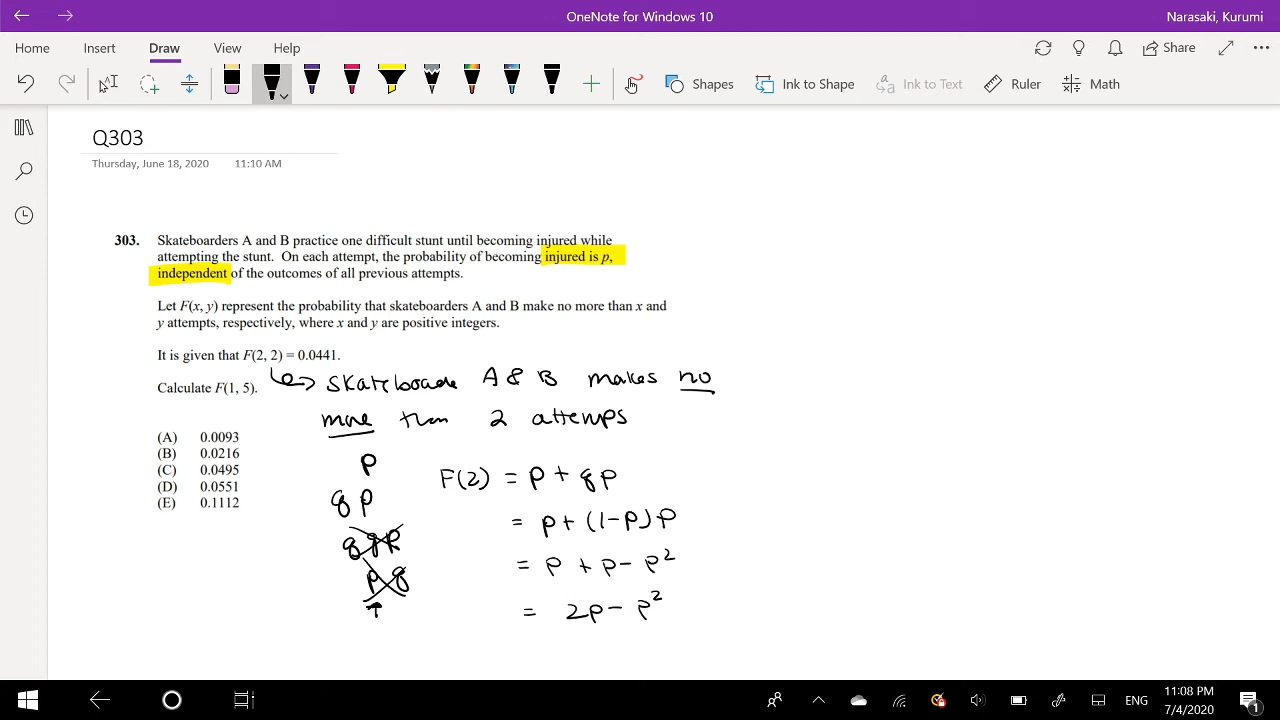 OneNote for Windows 10
Narasaki, Kurumi
Home Insert Draw View Help
Share
Shapes Ink to Shape Ink to Text Ruler Math
Q303
Thursday, June 18, 2020 11:10 AM
303. Skateboarders A and B practice one difficult stunt until becoming injured while
attempting the stunt. On each attempt, the probability of becoming injured is p,
independent of the outcomes of all previous attempts.
Let F(x, y) represent the probability that skateboarders A and B make no more than x and
y attempts, respectively, where x and y are positive integers.
It is given that F(2, 2) = 0.0441.
Calculate F(1, 5).
(A) 0.0093
(B) 0.0216
(C) 0.0495
(D) 0.0551
(E) 0.1112
↳ skateboarde A & B makes no
more than 2 attemps
p
qp
qqp
pq
F(2) = p + qp
= p + (1-p)p
= p + p - p²
= 2p - p²
ENG
11:08 PM
7/4/2020
1